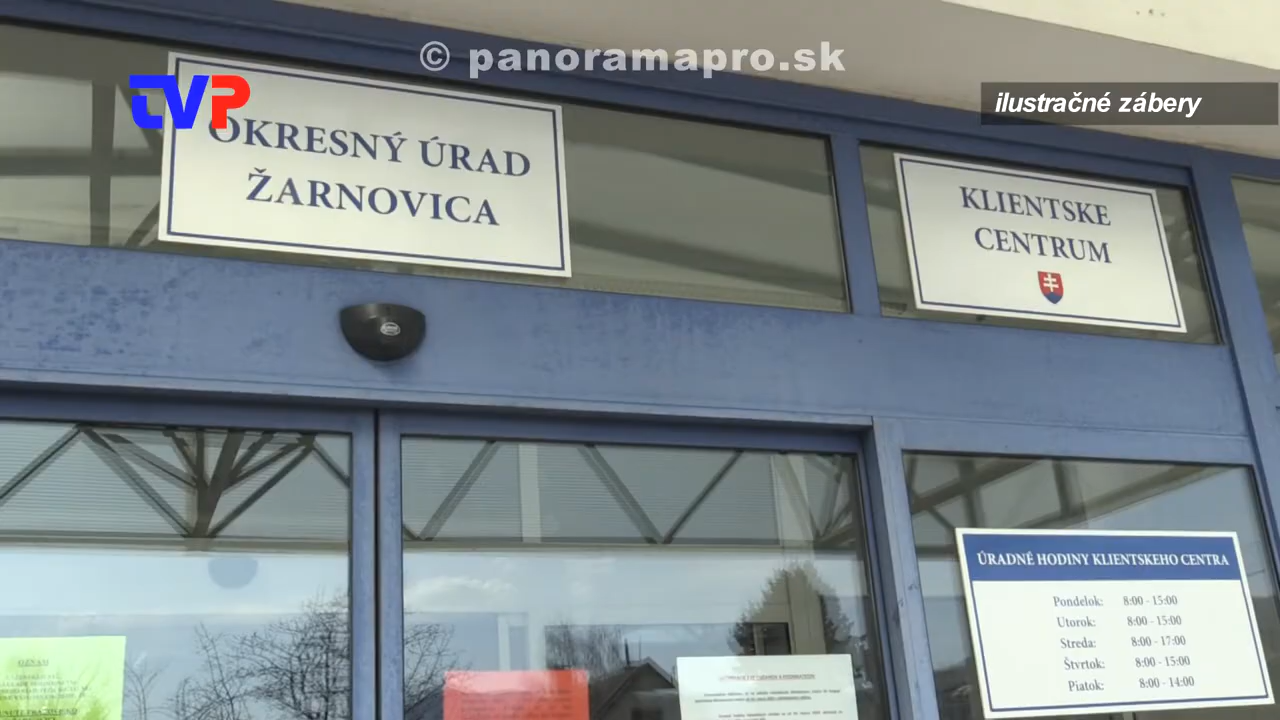 © panoramapro.sk
TVP
ilustračné zábery
OKRESNÝ ÚRAD
ŽARNOVICA
KLIENTSKE
CENTRUM
ÚRADNÉ HODINY KLIENTSKEHO CENTRA
Pondelok: 8:00 - 15:00
Utorok: 8:00 - 15:00
Streda: 8:00 - 17:00
Štvrtok: 8:00 - 15:00
Piatok: 8:00 - 14:00
OZNAM